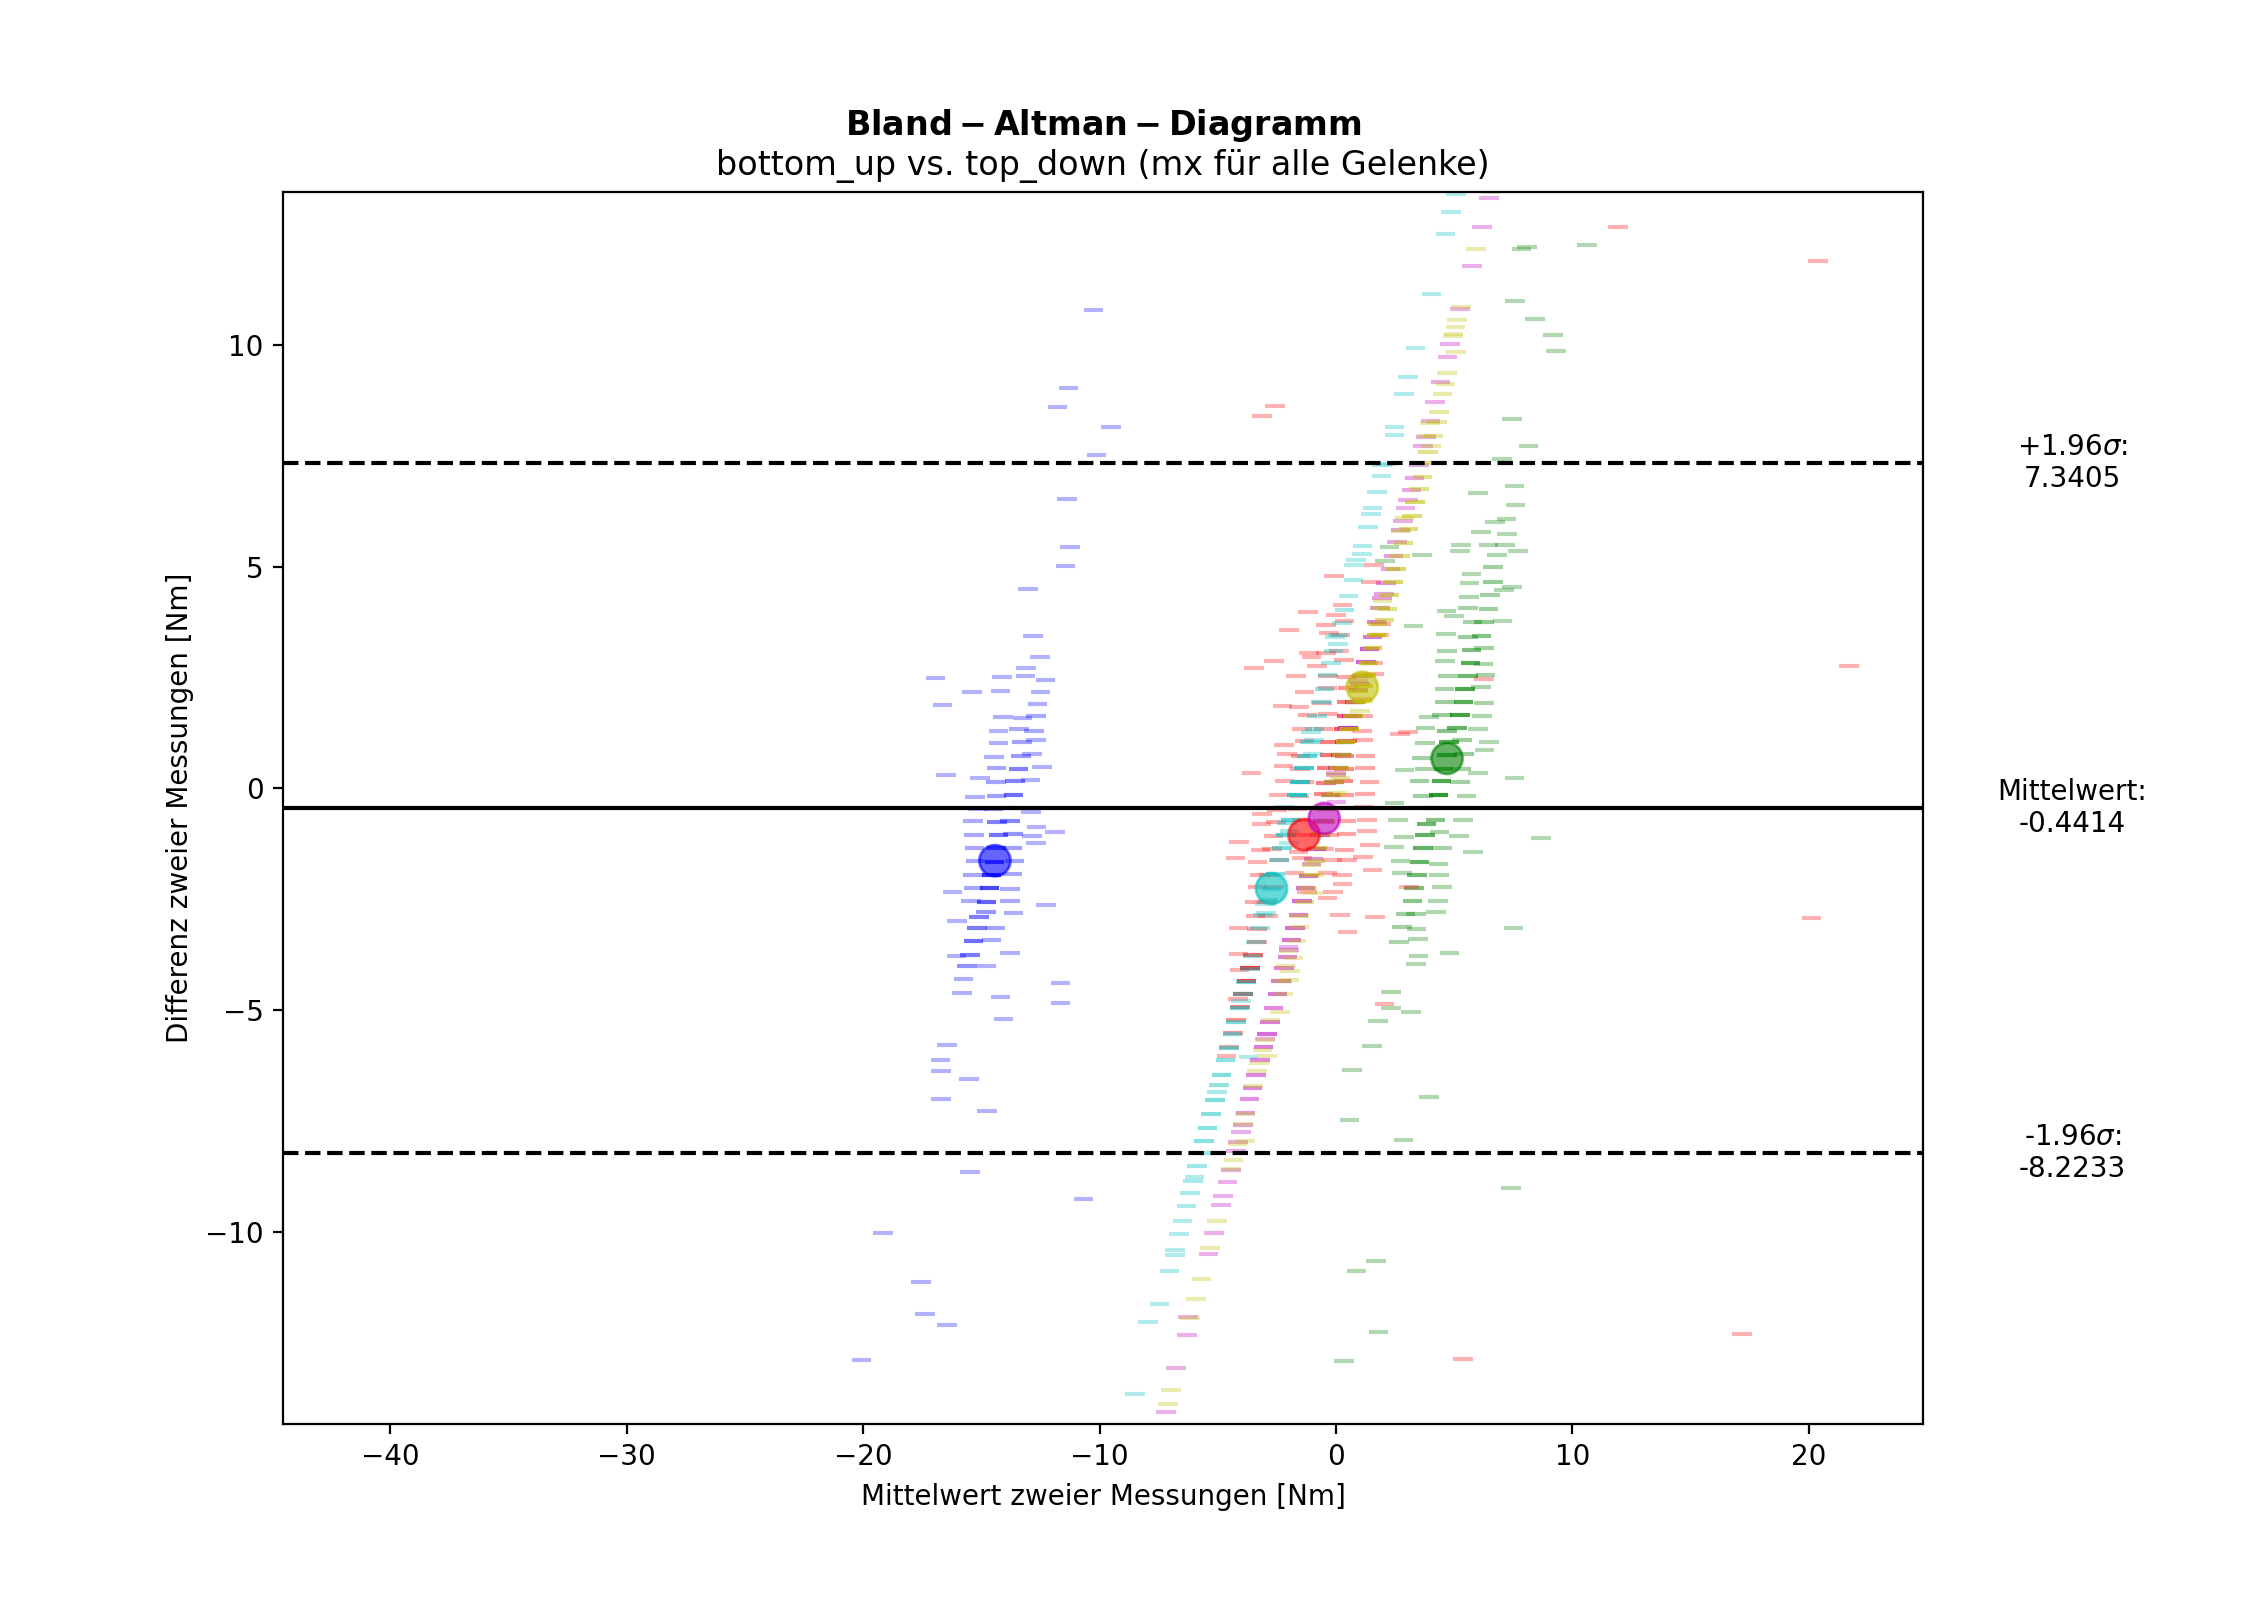 Bland − Altman − Diagramm
bottom_up vs. top_down (mx für alle Gelenke)
Differenz zweier Messungen [Nm]
10
5
0
−5
−10
+1.96σ:
7.3405
Mittelwert:
-0.4414
-1.96σ:
-8.2233
−40
−30
−20
−10
0
10
20
Mittelwert zweier Messungen [Nm]